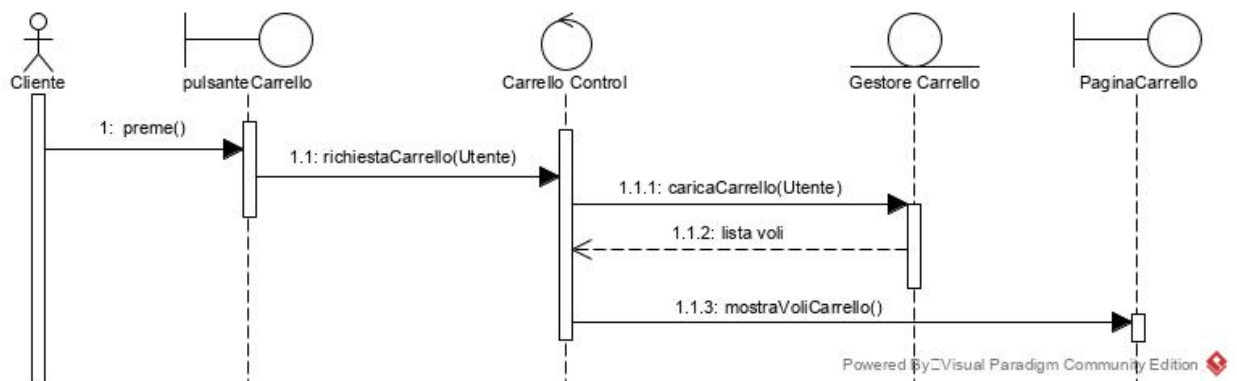 Cliente
pulsanteCarrello
Carrello Control
Gestore Carrello
PaginaCarrello
1: preme()
1.1: richiestaCarrello(Utente)
1.1.1: caricaCarrello(Utente)
1.1.2: lista voli
1.1.3: mostraVoliCarrello()
Powered By□Visual Paradigm Community Edition